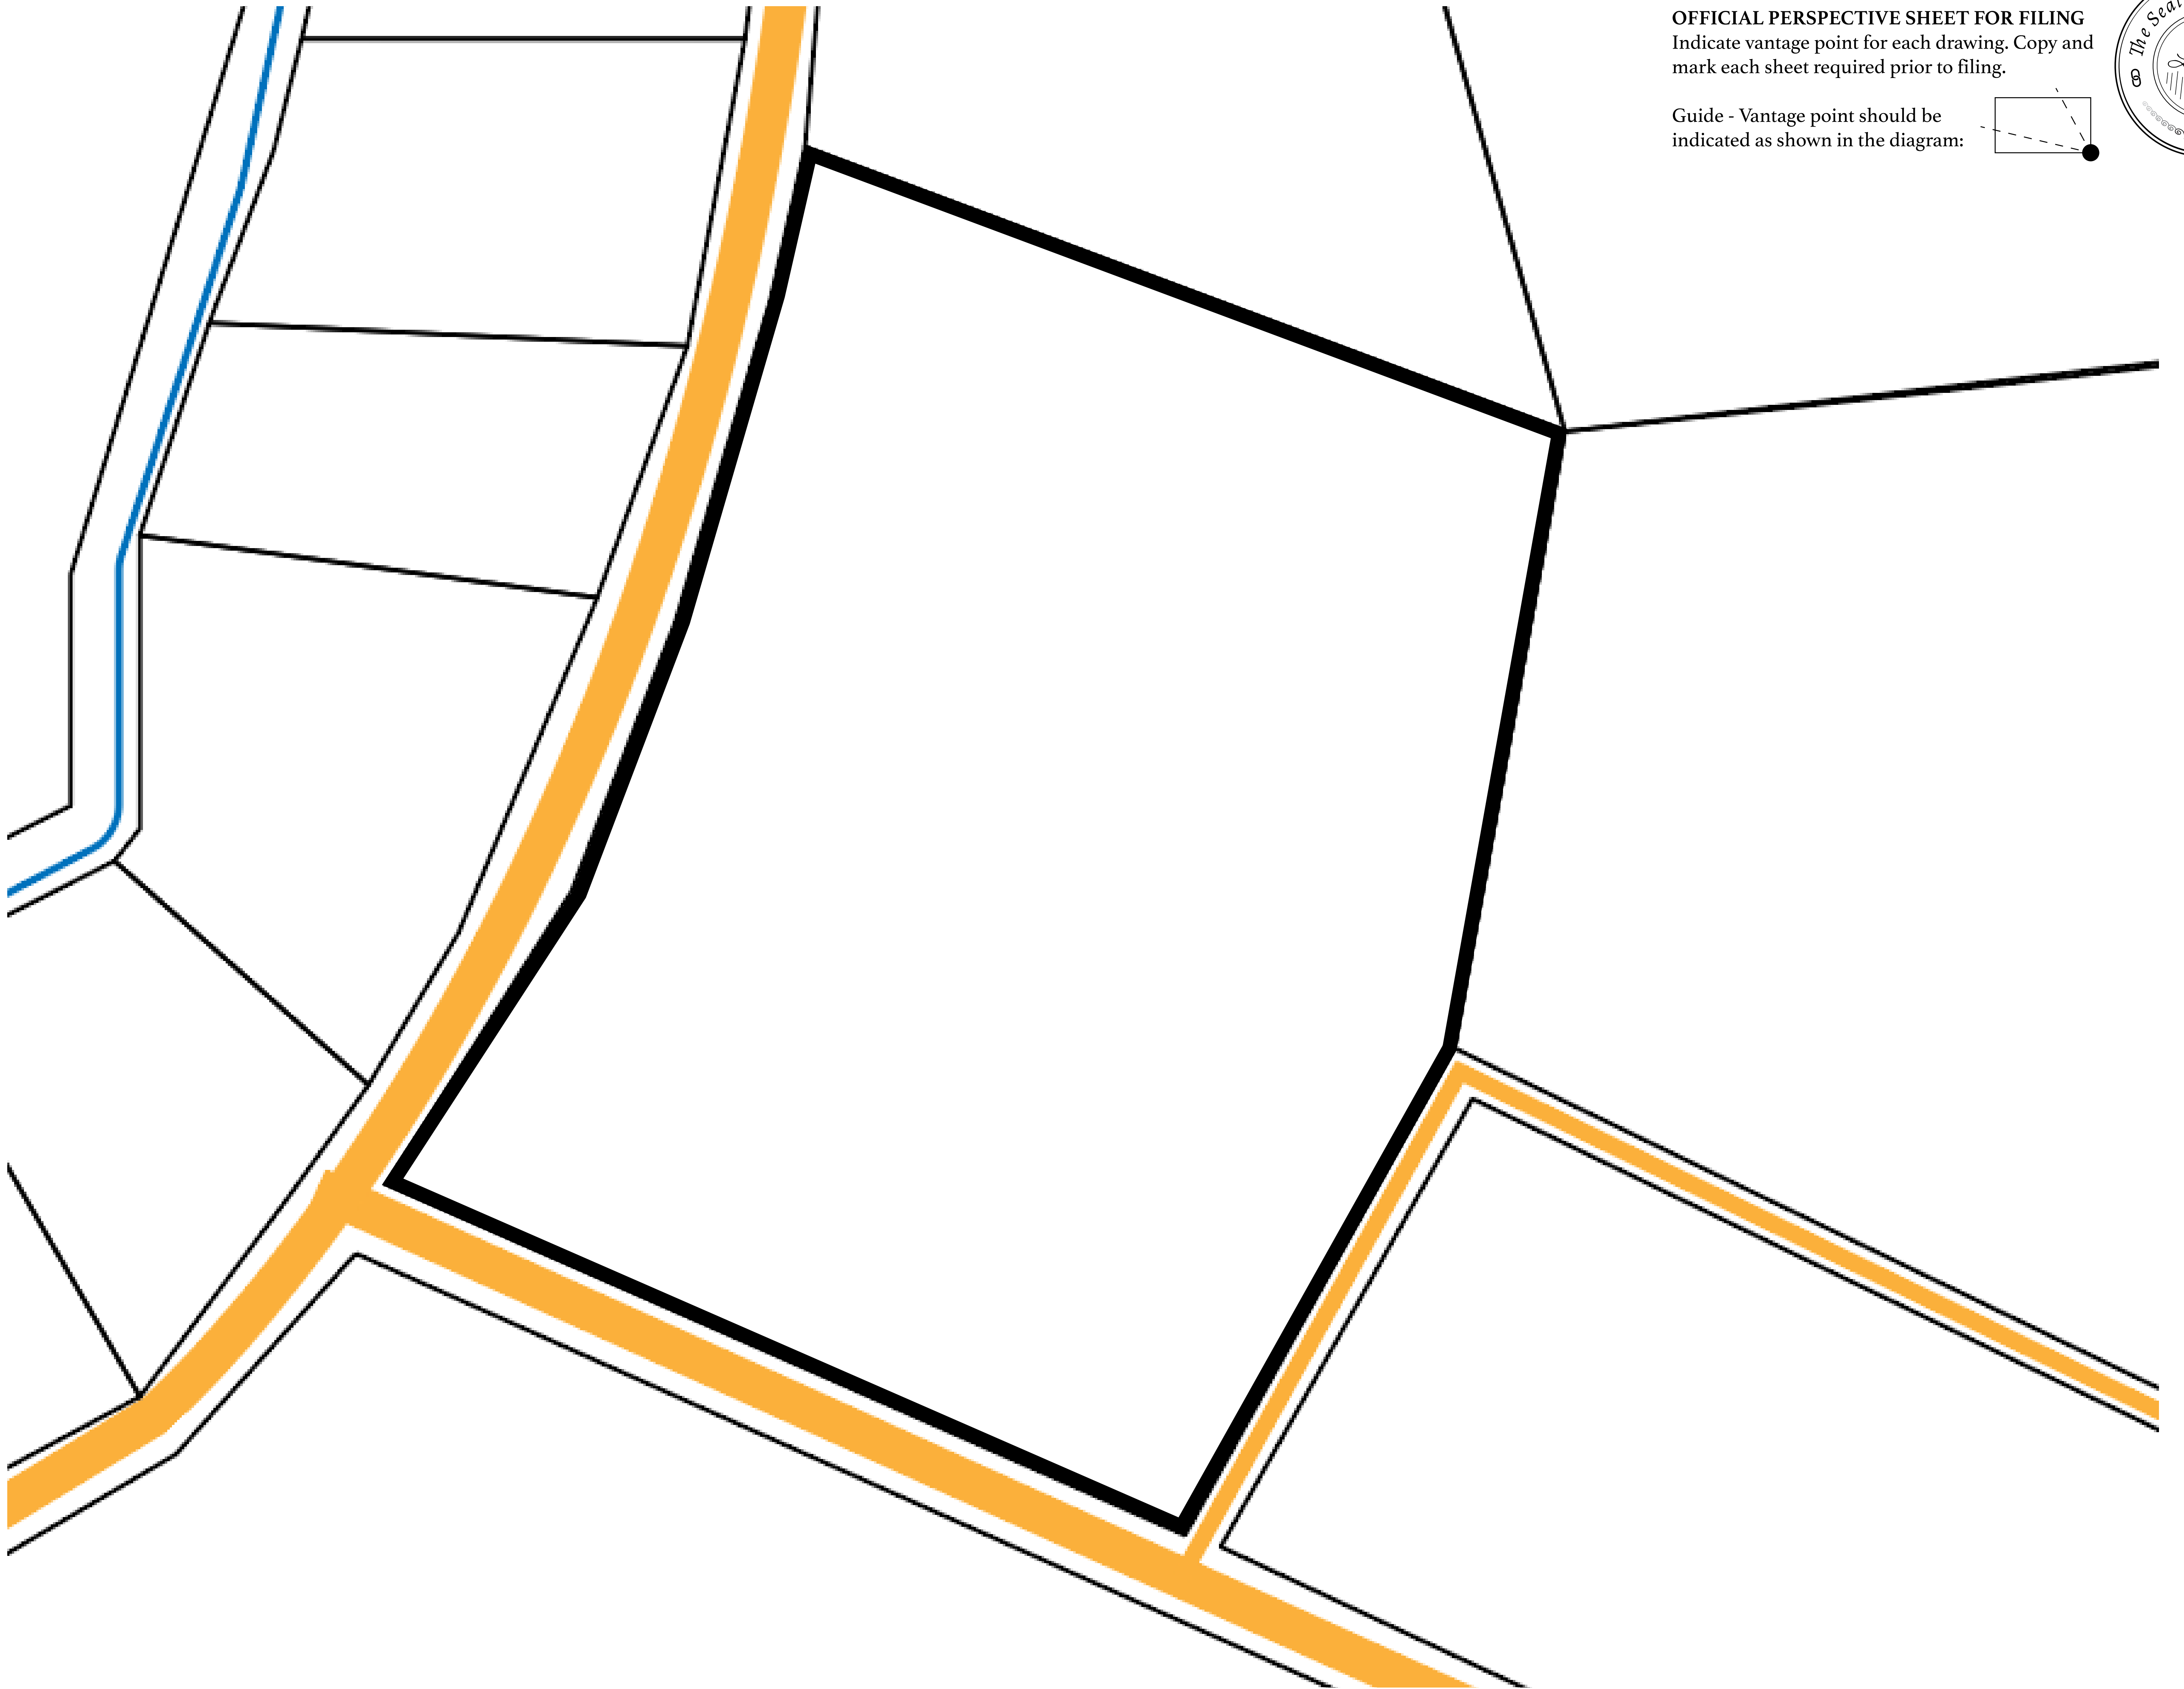 OFFICIAL PERSPECTIVE SHEET FOR FILING
Indicate vantage point for each drawing. Copy and
mark each sheet required prior to filing.
Guide - Vantage point should be
indicated as shown in the diagram:
The Seal